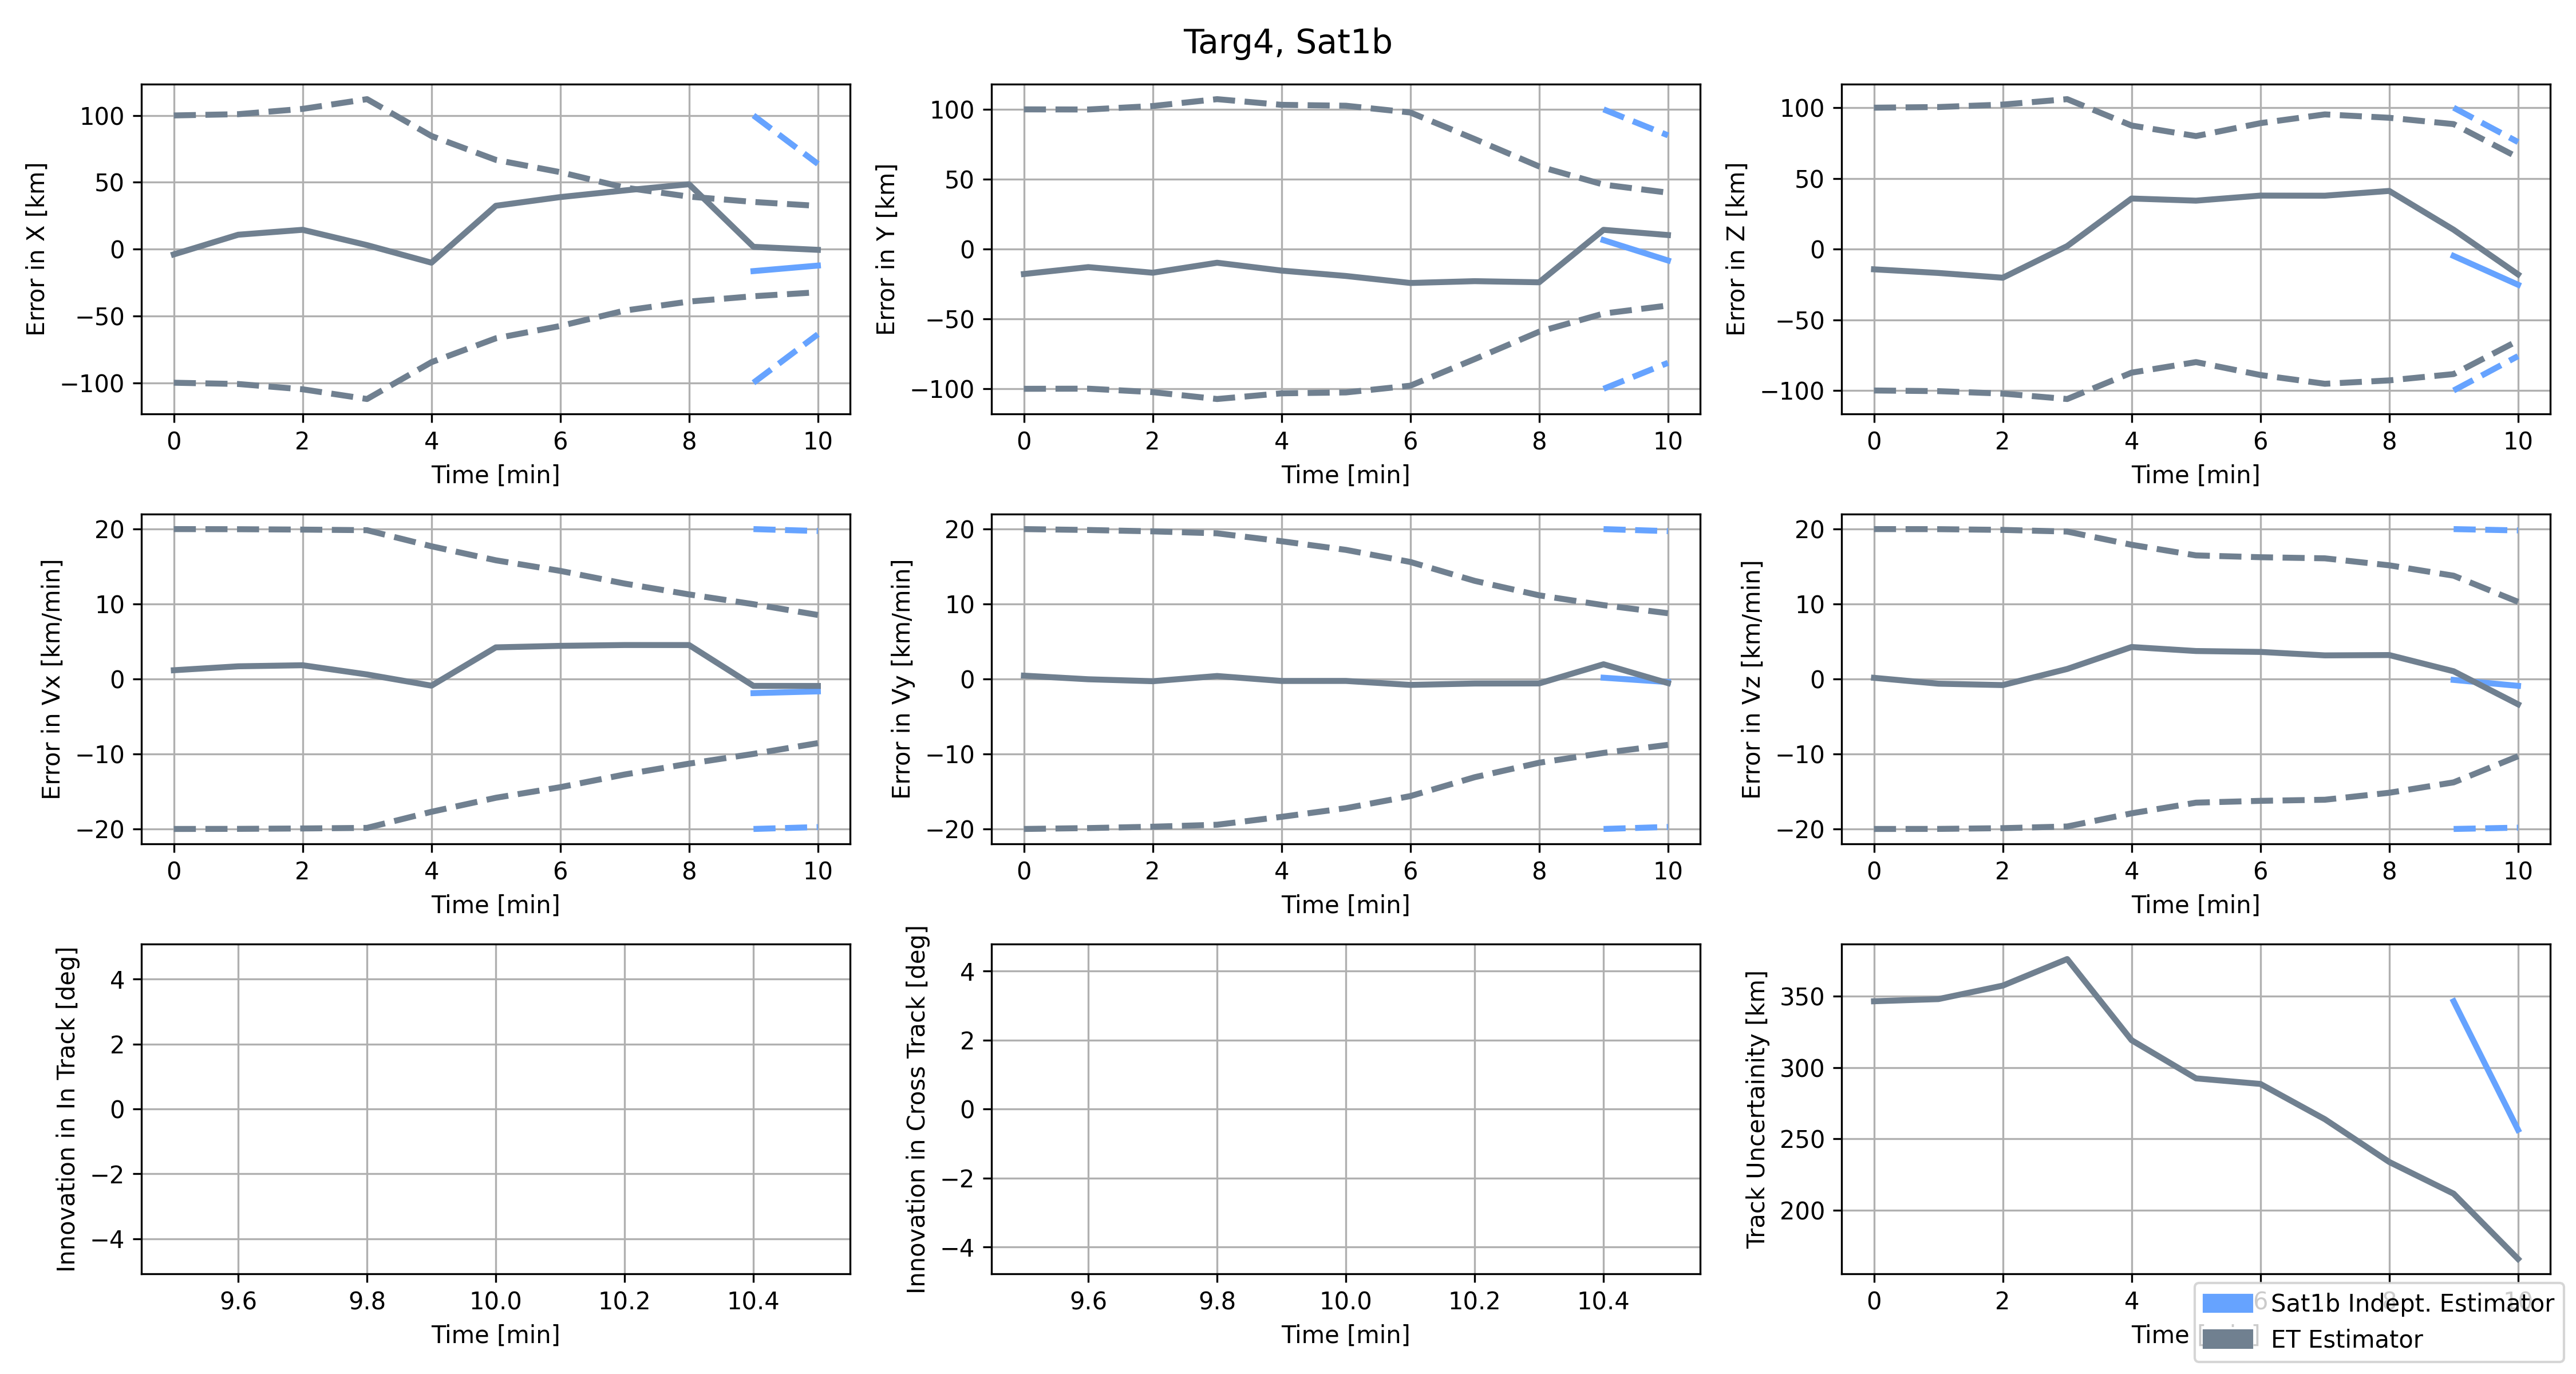 Targ4, Sat1b
Error in X [km]
100
50
0
−50
−100
0 2 4 6 8 10
Time [min]
Error in Y [km]
100
50
0
−50
−100
0 2 4 6 8 10
Time [min]
Error in Z [km]
100
50
0
−50
−100
0 2 4 6 8 10
Time [min]
Error in Vx [km/min]
20
10
0
−10
−20
0 2 4 6 8 10
Time [min]
Error in Vy [km/min]
20
10
0
−10
−20
0 2 4 6 8 10
Time [min]
Error in Vz [km/min]
20
10
0
−10
−20
0 2 4 6 8 10
Time [min]
Innovation in In Track [deg]
4
2
0
−2
−4
9.6 9.8 10.0 10.2 10.4
Time [min]
Innovation in Cross Track [deg]
4
2
0
−2
−4
9.6 9.8 10.0 10.2 10.4
Time [min]
Track Uncertainity [km]
350
300
250
200
0 2 4 6 8 10
Time
Sat1b Indept. Estimator
ET Estimator